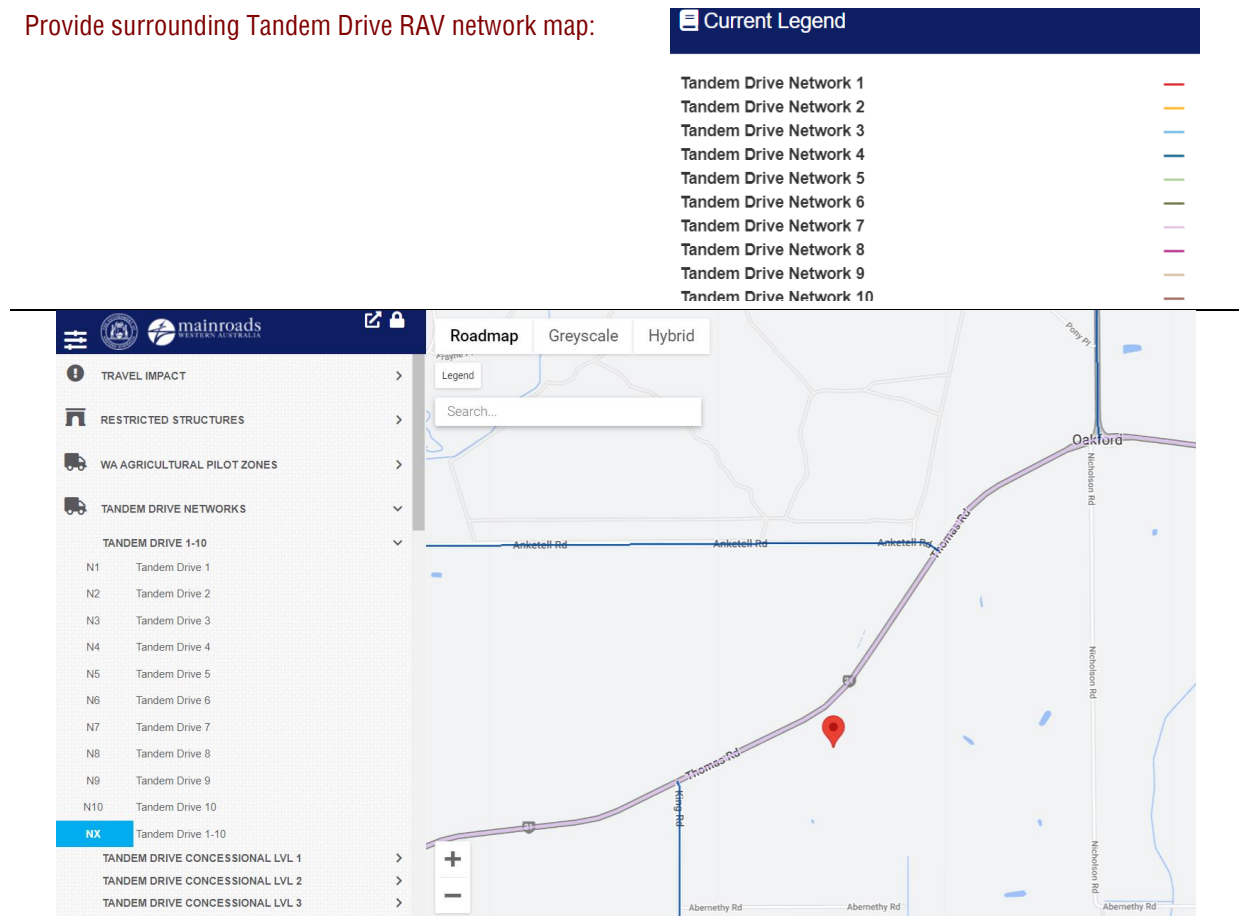 Provide surrounding Tandem Drive RAV network map:
Current Legend
Tandem Drive Network 1
Tandem Drive Network 2
Tandem Drive Network 3
Tandem Drive Network 4
Tandem Drive Network 5
Tandem Drive Network 6
Tandem Drive Network 7
Tandem Drive Network 8
Tandem Drive Network 9
Tandem Drive Network 10
mainroads
WESTERN AUSTRALIA
TRAVEL IMPACT
RESTRICTED STRUCTURES
WA AGRICULTURAL PILOT ZONES
TANDEM DRIVE NETWORKS
TANDEM DRIVE 1-10
N1 Tandem Drive 1
N2 Tandem Drive 2
N3 Tandem Drive 3
N4 Tandem Drive 4
N5 Tandem Drive 5
N6 Tandem Drive 6
N7 Tandem Drive 7
N8 Tandem Drive 8
N9 Tandem Drive 9
N10 Tandem Drive 10
NX Tandem Drive 1-10
TANDEM DRIVE CONCESSIONAL LVL 1
TANDEM DRIVE CONCESSIONAL LVL 2
TANDEM DRIVE CONCESSIONAL LVL 3
Roadmap Greyscale Hybrid
Legend
Search...
Pony Pl
Oakford
Nicholson Rd
Anketell Rd
Anketell Rd
Anketell Rd
Thomas Rd
Nicholson Rd
Thomas Rd
King Rd
Nicholson Rd
Abernethy Rd
Abernethy Rd
Abernethy Rd